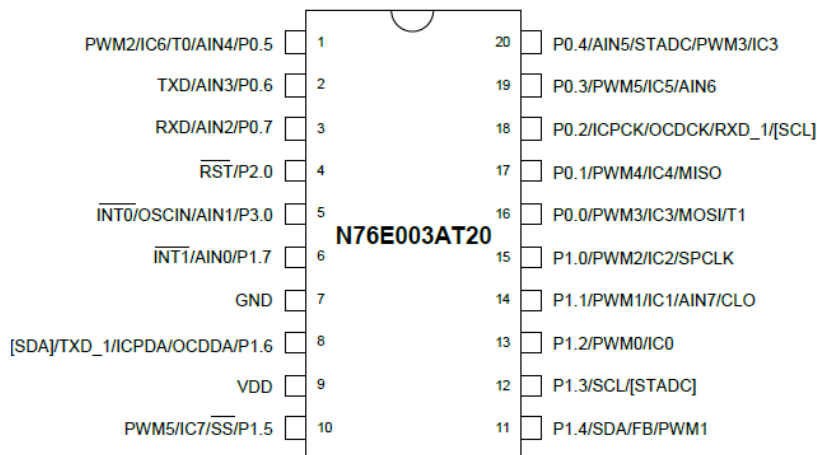 PWM2/IC6/T0/AIN4/P0.5 1 20 P0.4/AIN5/STADC/PWM3/IC3
TXD/AIN3/P0.6 2 19 P0.3/PWM5/IC5/AIN6
RXD/AIN2/P0.7 3 18 P0.2/ICPCK/OCDCK/RXD_1/[SCL]
RST/P2.0 4 17 P0.1/PWM4/IC4/MISO
INT0/OSCIN/AIN1/P3.0 5 16 P0.0/PWM3/IC3/MOSI/T1
N76E003AT20
INT1/AIN0/P1.7 6 15 P1.0/PWM2/IC2/SPCLK
GND 7 14 P1.1/PWM1/IC1/AIN7/CLO
[SDA]/TXD_1/ICPDA/OCDDA/P1.6 8 13 P1.2/PWM0/IC0
VDD 9 12 P1.3/SCL/[STADC]
PWM5/IC7/SS/P1.5 10 11 P1.4/SDA/FB/PWM1